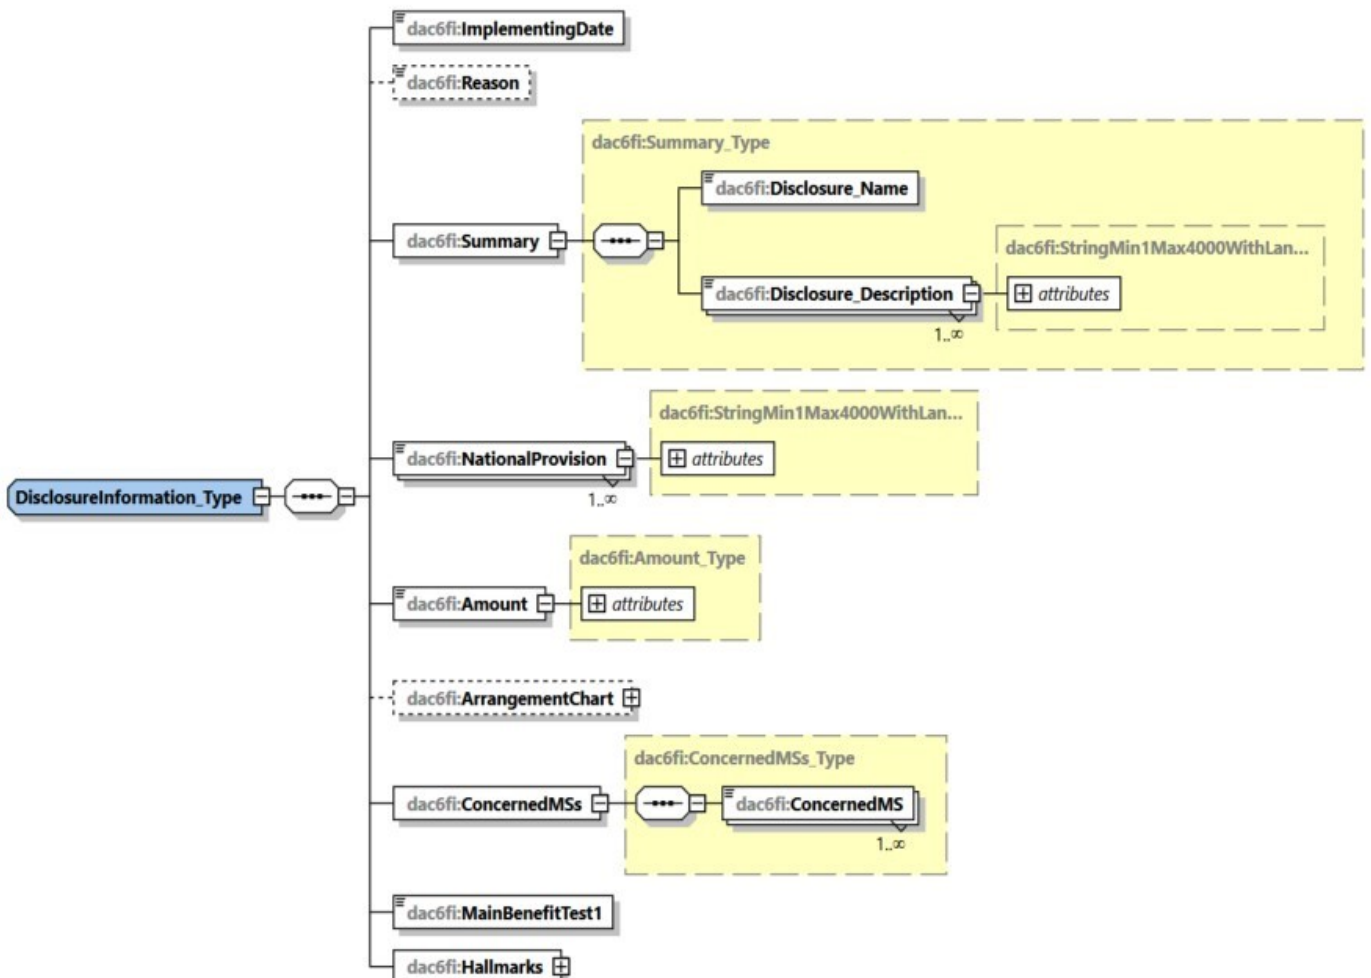 dac6fi:ImplementingDate
dac6fi:Reason
dac6fi:Summary_Type
dac6fi:Disclosure_Name
dac6fi:Summary
dac6fi:StringMin1Max4000WithLan...
dac6fi:Disclosure_Description
attributes
1..∞
dac6fi:StringMin1Max4000WithLan...
dac6fi:NationalProvision
attributes
1..∞
DisclosureInformation_Type
dac6fi:Amount_Type
dac6fi:Amount
attributes
dac6fi:ArrangementChart
dac6fi:ConcernedMSs_Type
dac6fi:ConcernedMSs
dac6fi:ConcernedMS
1..∞
dac6fi:MainBenefitTest1
dac6fi:Hallmarks